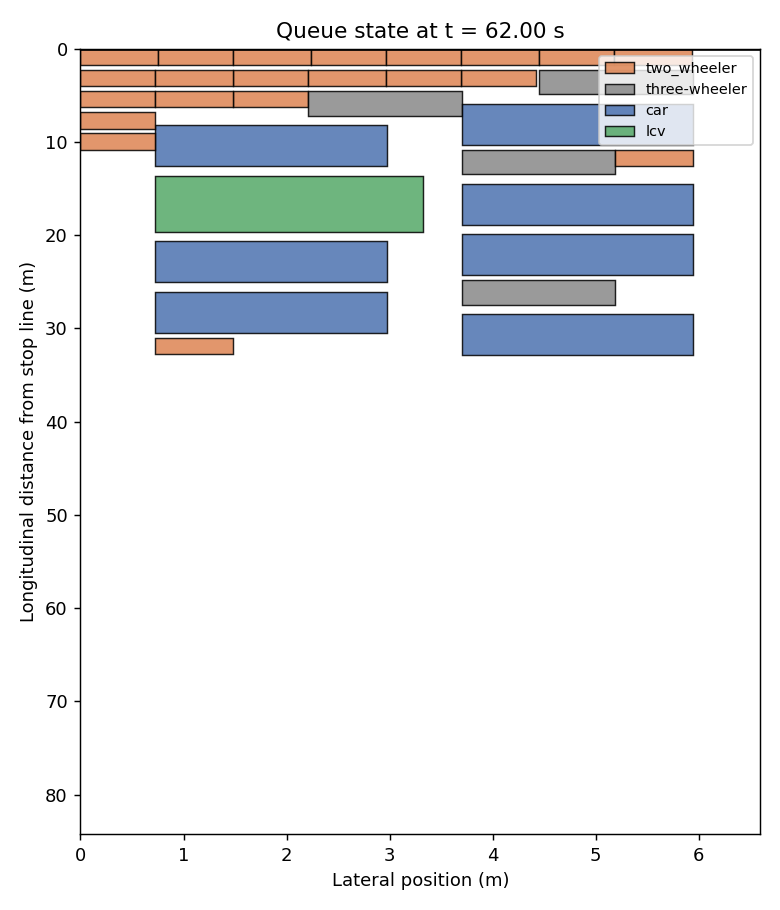 Queue state at t = 62.00 s
two_wheeler
three-wheeler
car
lcv
0
10
20
30
40
50
60
70
80
Longitudinal distance from stop line (m)
0 1 2 3 4 5 6
Lateral position (m)